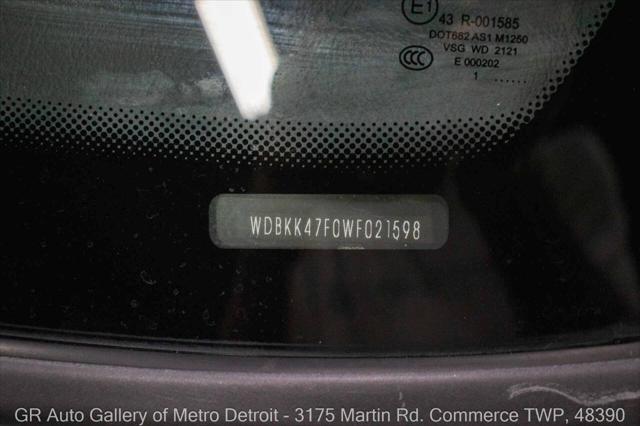 E1
43 R-001585
DOT682 AS1 M1250
VSG WD 2121
CCC
E 000202
1 ......
WDBKK47F0WF021598
GR Auto Gallery of Metro Detroit - 3175 Martin Rd. Commerce TWP, 48390